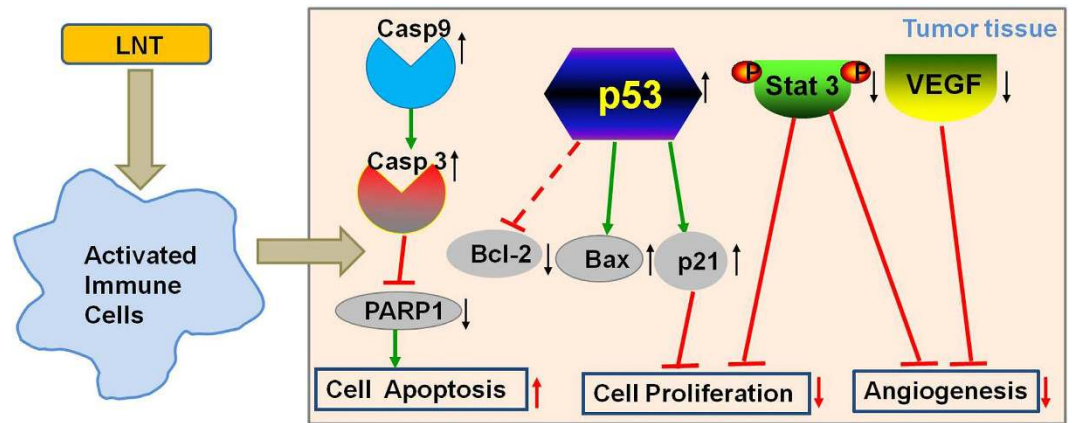 LNT
Activated
Immune
Cells
Tumor tissue
Casp9
p53
P
Stat 3
P
VEGF
Casp 3
Bcl-2
Bax
p21
PARP1
Cell Apoptosis
Cell Proliferation
Angiogenesis